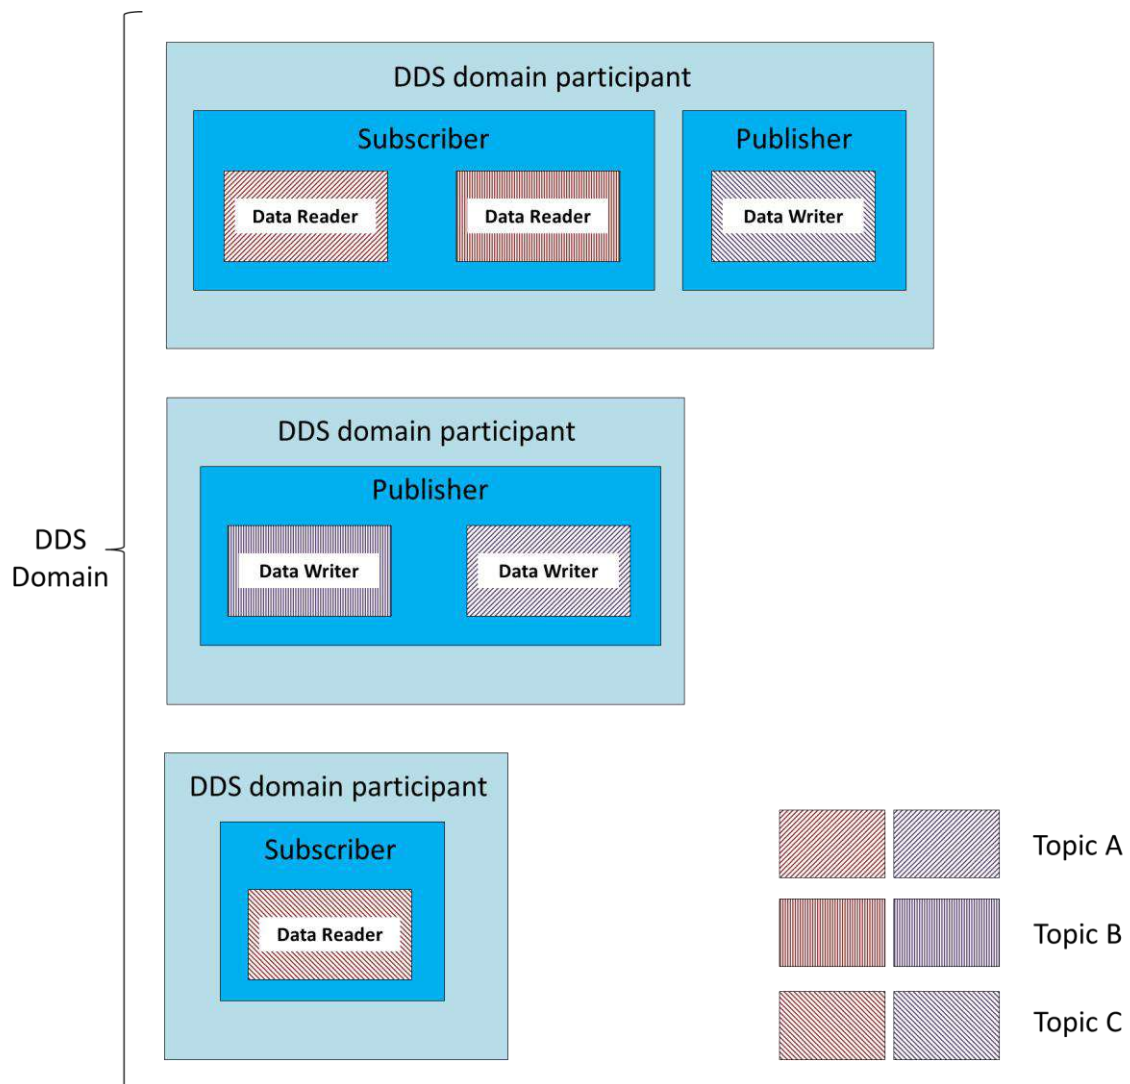 DDS domain participant
Subscriber
Publisher
Data Reader
Data Reader
Data Writer
DDS domain participant
Publisher
Data Writer
Data Writer
DDS
Domain
DDS domain participant
Subscriber
Data Reader
Topic A
Topic B
Topic C